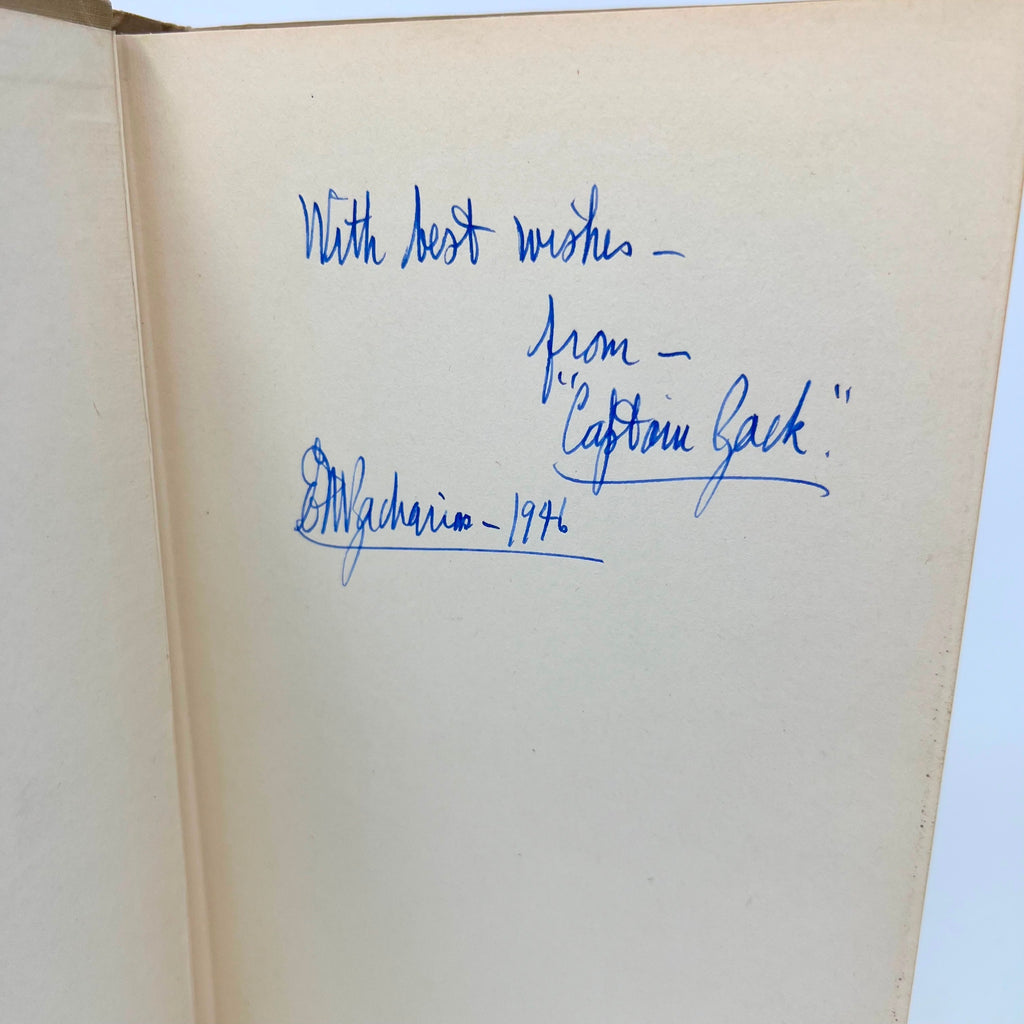 With best wishes –
from –
"Captain Zack."
E M Zacharias – 1946